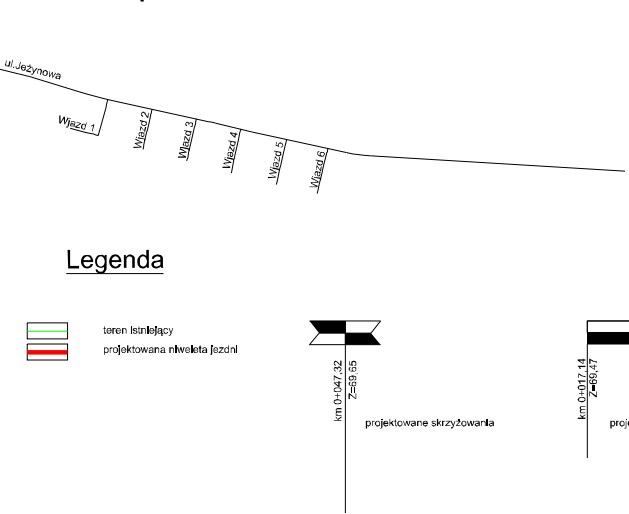 ul.Jeżynowa
Wjazd 1
Wjazd 2
Wjazd 3
Wjazd 4
Wjazd 5
Wjazd 6
Legenda
teren istniejący
projektowana niweleta jezdni
km 0+047,32
Z=69,65
projektowane skrzyżowania
km 0+017,14
Z=69,47